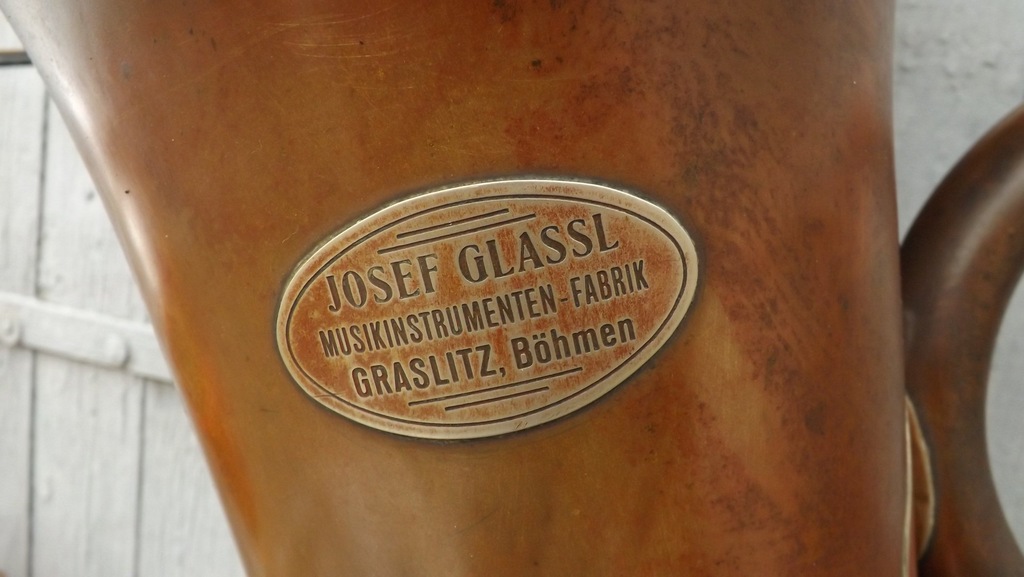 JOSEF GLASSL
MUSIKINSTRUMENTEN-FABRIK
GRASLITZ, Böhmen